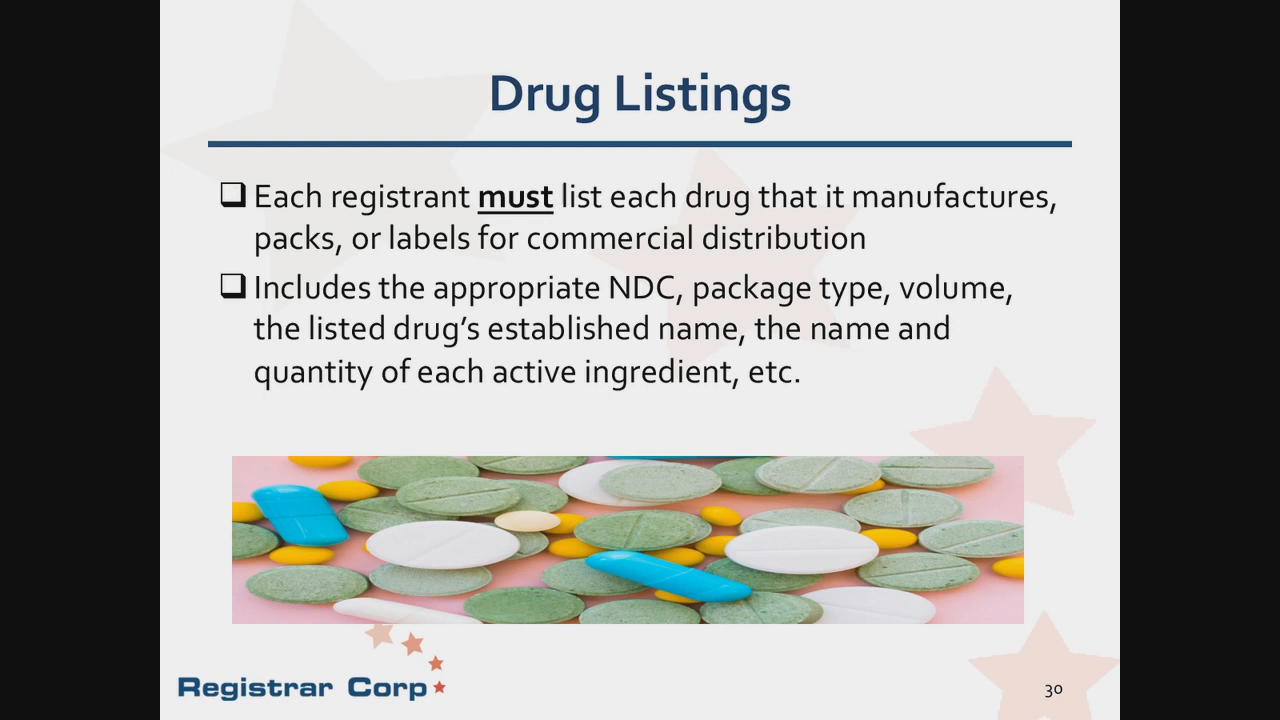 Drug Listings
❑ Each registrant must list each drug that it manufactures,
packs, or labels for commercial distribution
❑ Includes the appropriate NDC, package type, volume,
the listed drug’s established name, the name and
quantity of each active ingredient, etc.
Registrar Corp
30